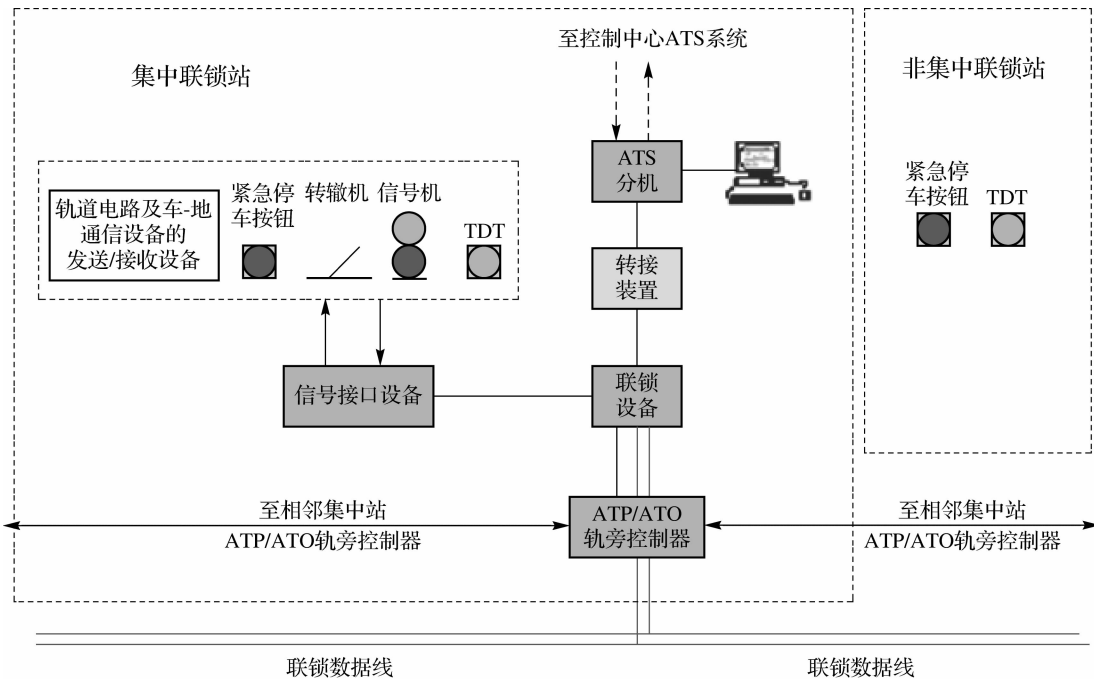 至控制中心ATS系统
集中联锁站
非集中联锁站
ATS
分机
紧急停
车按钮
转辙机
信号机
TDT
轨道电路及车-地
通信设备的
发送/接收设备
紧急停
车按钮
TDT
转接
装置
信号接口设备
联锁
设备
至相邻集中站
ATP/ATO轨旁控制器
ATP/ATO
轨旁控制器
至相邻集中站
ATP/ATO轨旁控制器
联锁数据线
联锁数据线